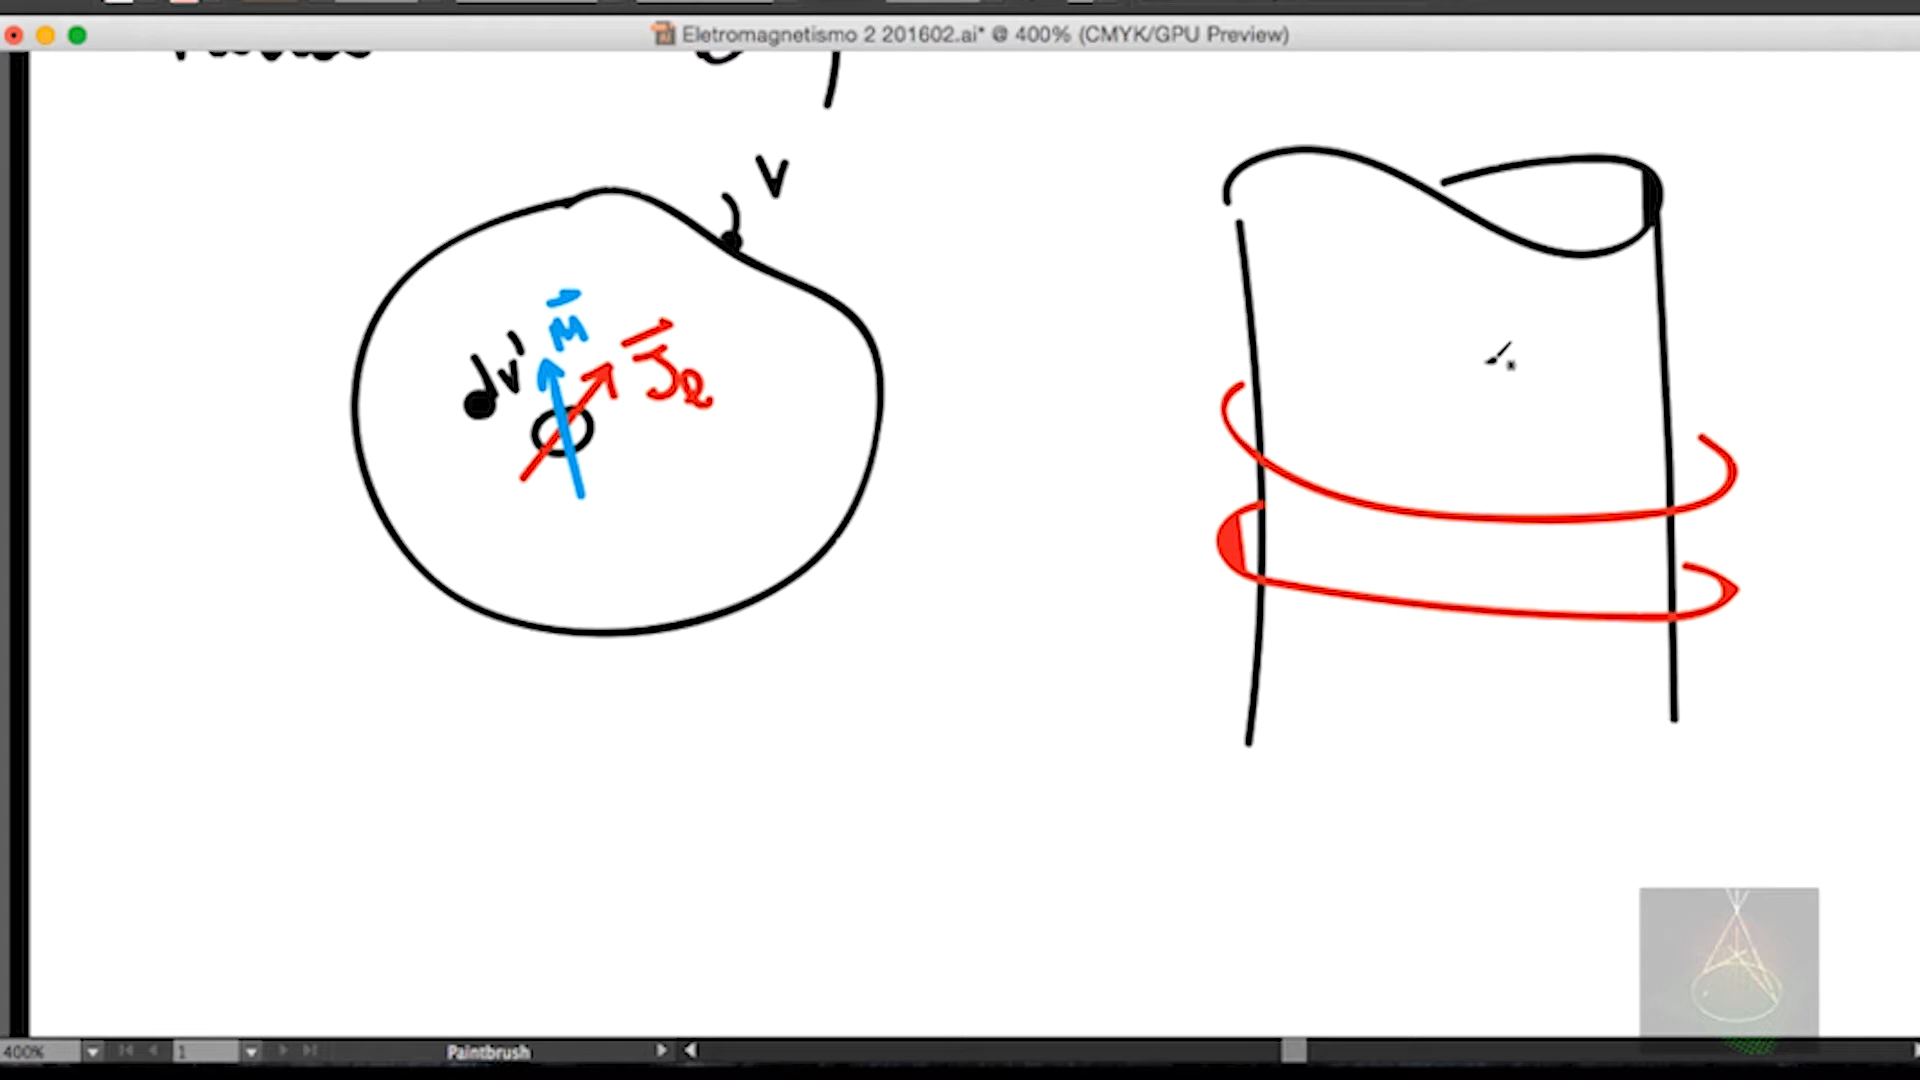 Eletromagnetismo 2 201602.ai* @ 400% (CMYK/GPU Preview)
V
M⃗
dv'
J⃗
400%
1
Paintbrush